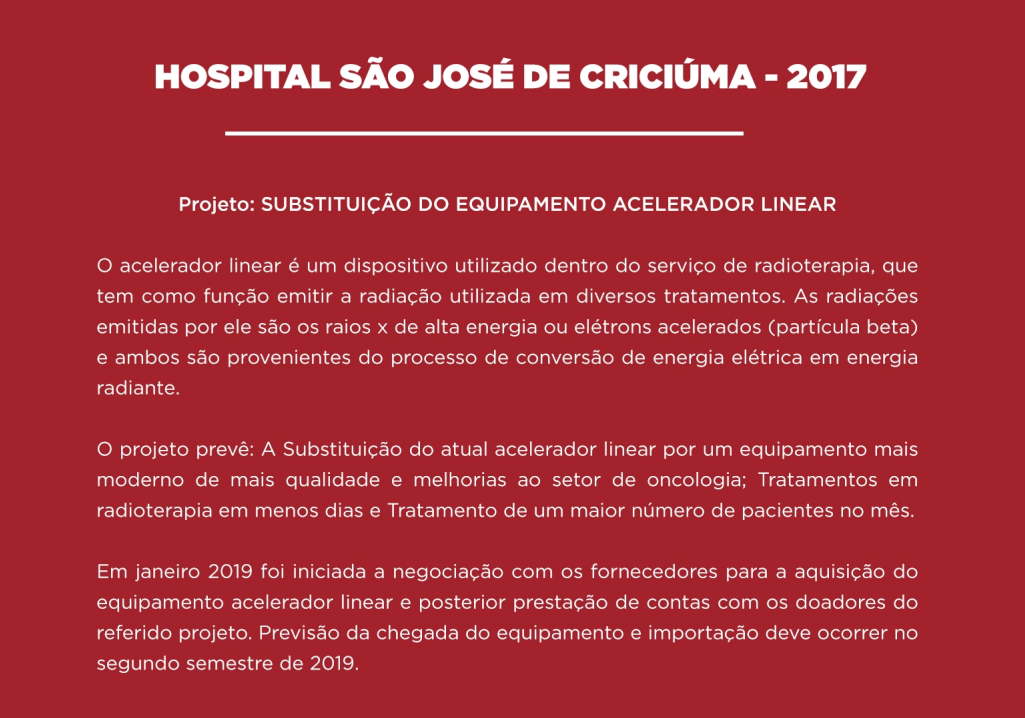 HOSPITAL SÃO JOSÉ DE CRICIÚMA - 2017
Projeto: SUBSTITUIÇÃO DO EQUIPAMENTO ACELERADOR LINEAR
O acelerador linear é um dispositivo utilizado dentro do serviço de radioterapia, que
tem como função emitir a radiação utilizada em diversos tratamentos. As radiações
emitidas por ele são os raios x de alta energia ou elétrons acelerados (partícula beta)
e ambos são provenientes do processo de conversão de energia elétrica em energia
radiante.
O projeto prevê: A Substituição do atual acelerador linear por um equipamento mais
moderno de mais qualidade e melhorias ao setor de oncologia; Tratamentos em
radioterapia em menos dias e Tratamento de um maior número de pacientes no mês.
Em janeiro 2019 foi iniciada a negociação com os fornecedores para a aquisição do
equipamento acelerador linear e posterior prestação de contas com os doadores do
referido projeto. Previsão da chegada do equipamento e importação deve ocorrer no
segundo semestre de 2019.